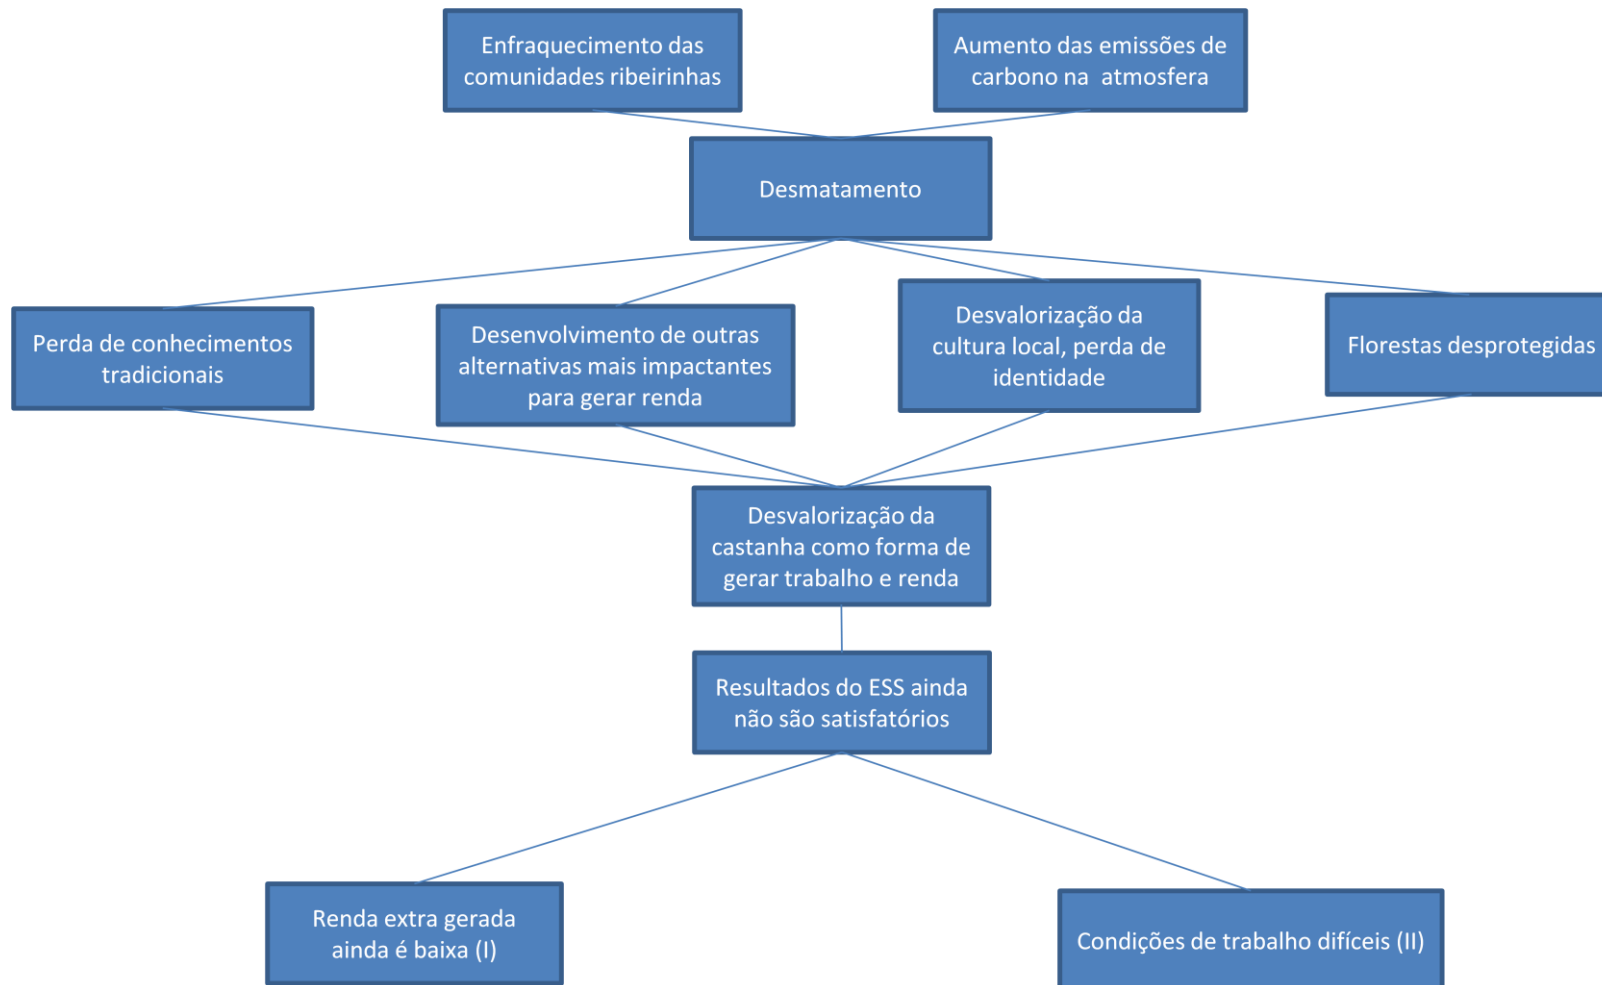 Enfraquecimento das
comunidades ribeirinhas
Aumento das emissões de
carbono na atmosfera
Desmatamento
Perda de conhecimentos
tradicionais
Desenvolvimento de outras
alternativas mais impactantes
para gerar renda
Desvalorização da
cultura local, perda de
identidade
Florestas desprotegidas
Desvalorização da
castanha como forma de
gerar trabalho e renda
Resultados do ESS ainda
não são satisfatórios
Renda extra gerada
ainda é baixa (I)
Condições de trabalho difíceis (II)